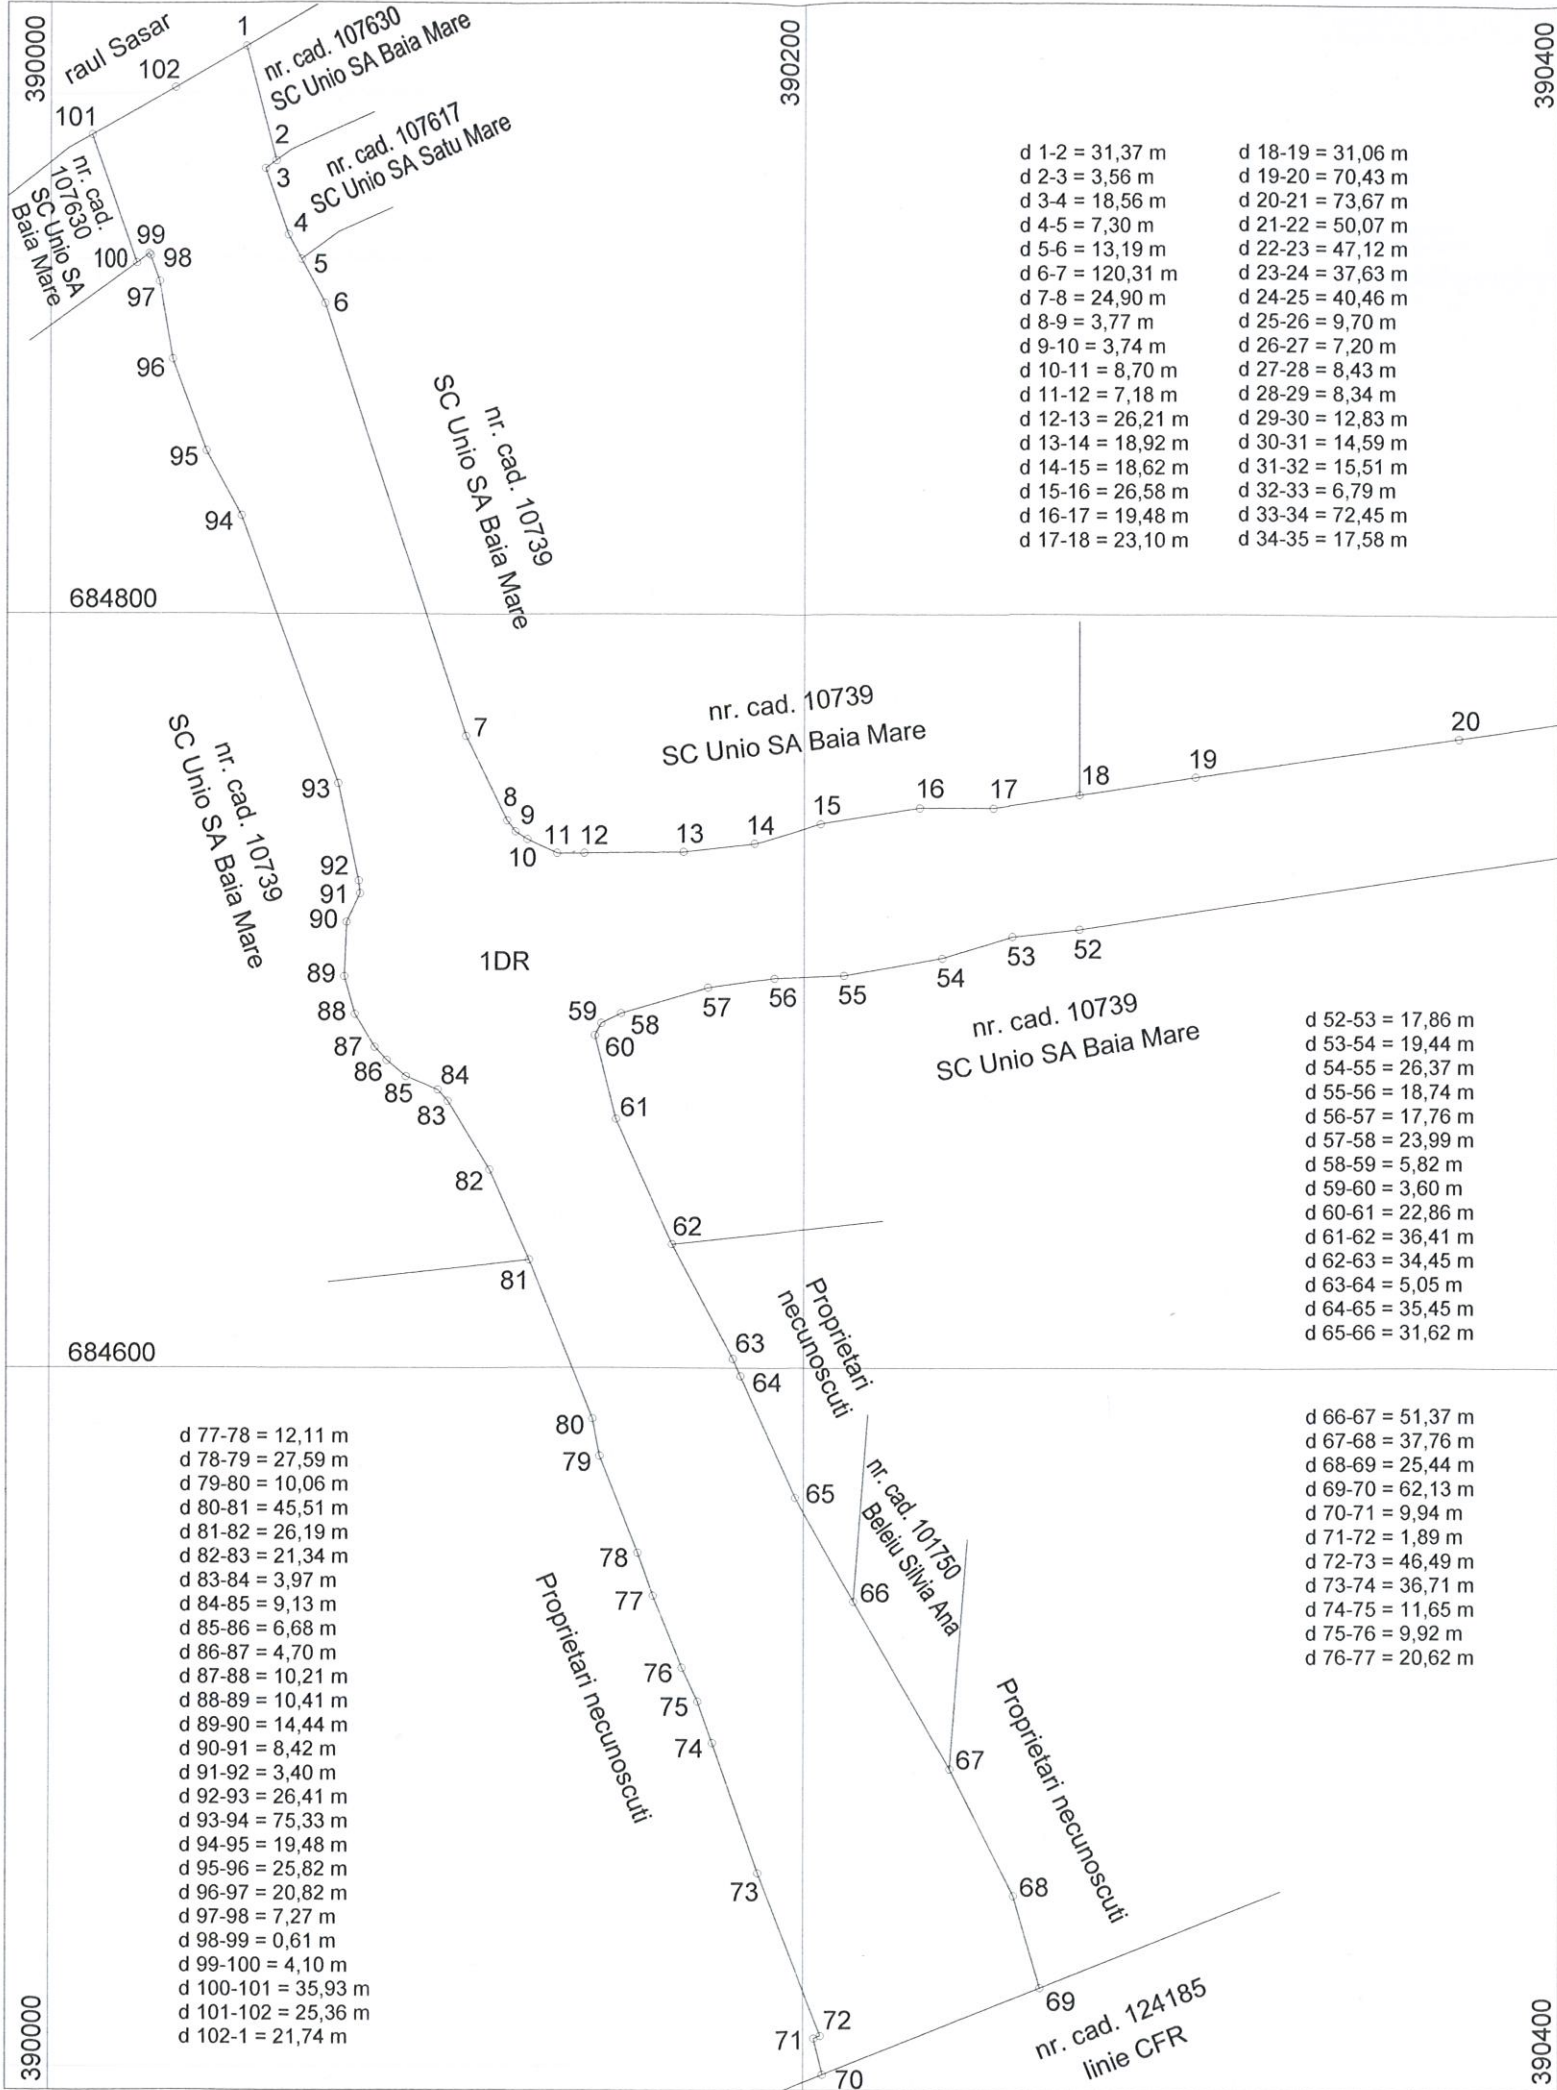 390000
390200
390400
raul Sasar
1
102
101
nr. cad. 107630
SC Unio SA Baia Mare
2
3
nr. cad. 107617
SC Unio SA Satu Mare
4
5
6
nr. cad.
107630
SC Unio SA
Baia Mare
99
100
98
97
96
95
94
nr. cad. 10739
SC Unio SA Baia Mare
d 1-2 = 31,37 m
d 2-3 = 3,56 m
d 3-4 = 18,56 m
d 4-5 = 7,30 m
d 5-6 = 13,19 m
d 6-7 = 120,31 m
d 7-8 = 24,90 m
d 8-9 = 3,77 m
d 9-10 = 3,74 m
d 10-11 = 8,70 m
d 11-12 = 7,18 m
d 12-13 = 26,21 m
d 13-14 = 18,92 m
d 14-15 = 18,62 m
d 15-16 = 26,58 m
d 16-17 = 19,48 m
d 17-18 = 23,10 m
d 18-19 = 31,06 m
d 19-20 = 70,43 m
d 20-21 = 73,67 m
d 21-22 = 50,07 m
d 22-23 = 47,12 m
d 23-24 = 37,63 m
d 24-25 = 40,46 m
d 25-26 = 9,70 m
d 26-27 = 7,20 m
d 27-28 = 8,43 m
d 28-29 = 8,34 m
d 29-30 = 12,83 m
d 30-31 = 14,59 m
d 31-32 = 15,51 m
d 32-33 = 6,79 m
d 33-34 = 72,45 m
d 34-35 = 17,58 m
684800
nr. cad. 10739
SC Unio SA Baia Mare
7
8
9
10
11
12
13
14
15
16
17
18
19
20
nr. cad. 10739
SC Unio SA Baia Mare
93
92
91
90
89
88
87
86
85
84
83
82
81
1DR
59
60
58
57
56
55
54
53
52
61
62
nr. cad. 10739
SC Unio SA Baia Mare
d 52-53 = 17,86 m
d 53-54 = 19,44 m
d 54-55 = 26,37 m
d 55-56 = 18,74 m
d 56-57 = 17,76 m
d 57-58 = 23,99 m
d 58-59 = 5,82 m
d 59-60 = 3,60 m
d 60-61 = 22,86 m
d 61-62 = 36,41 m
d 62-63 = 34,45 m
d 63-64 = 5,05 m
d 64-65 = 35,45 m
d 65-66 = 31,62 m
Proprietari
necunoscuti
684600
63
64
65
66
67
68
69
80
79
78
77
76
75
74
73
72
71
70
nr. cad. 101750
Beleiu Silvia Ana
Proprietari necunoscuti
Proprietari necunoscuti
d 66-67 = 51,37 m
d 67-68 = 37,76 m
d 68-69 = 25,44 m
d 69-70 = 62,13 m
d 70-71 = 9,94 m
d 71-72 = 1,89 m
d 72-73 = 46,49 m
d 73-74 = 36,71 m
d 74-75 = 11,65 m
d 75-76 = 9,92 m
d 76-77 = 20,62 m
d 77-78 = 12,11 m
d 78-79 = 27,59 m
d 79-80 = 10,06 m
d 80-81 = 45,51 m
d 81-82 = 26,19 m
d 82-83 = 21,34 m
d 83-84 = 3,97 m
d 84-85 = 9,13 m
d 85-86 = 6,68 m
d 86-87 = 4,70 m
d 87-88 = 10,21 m
d 88-89 = 10,41 m
d 89-90 = 14,44 m
d 90-91 = 8,42 m
d 91-92 = 3,40 m
d 92-93 = 26,41 m
d 93-94 = 75,33 m
d 94-95 = 19,48 m
d 95-96 = 25,82 m
d 96-97 = 20,82 m
d 97-98 = 7,27 m
d 98-99 = 0,61 m
d 99-100 = 4,10 m
d 100-101 = 35,93 m
d 101-102 = 25,36 m
d 102-1 = 21,74 m
nr. cad. 124185
linie CFR
390000
390400